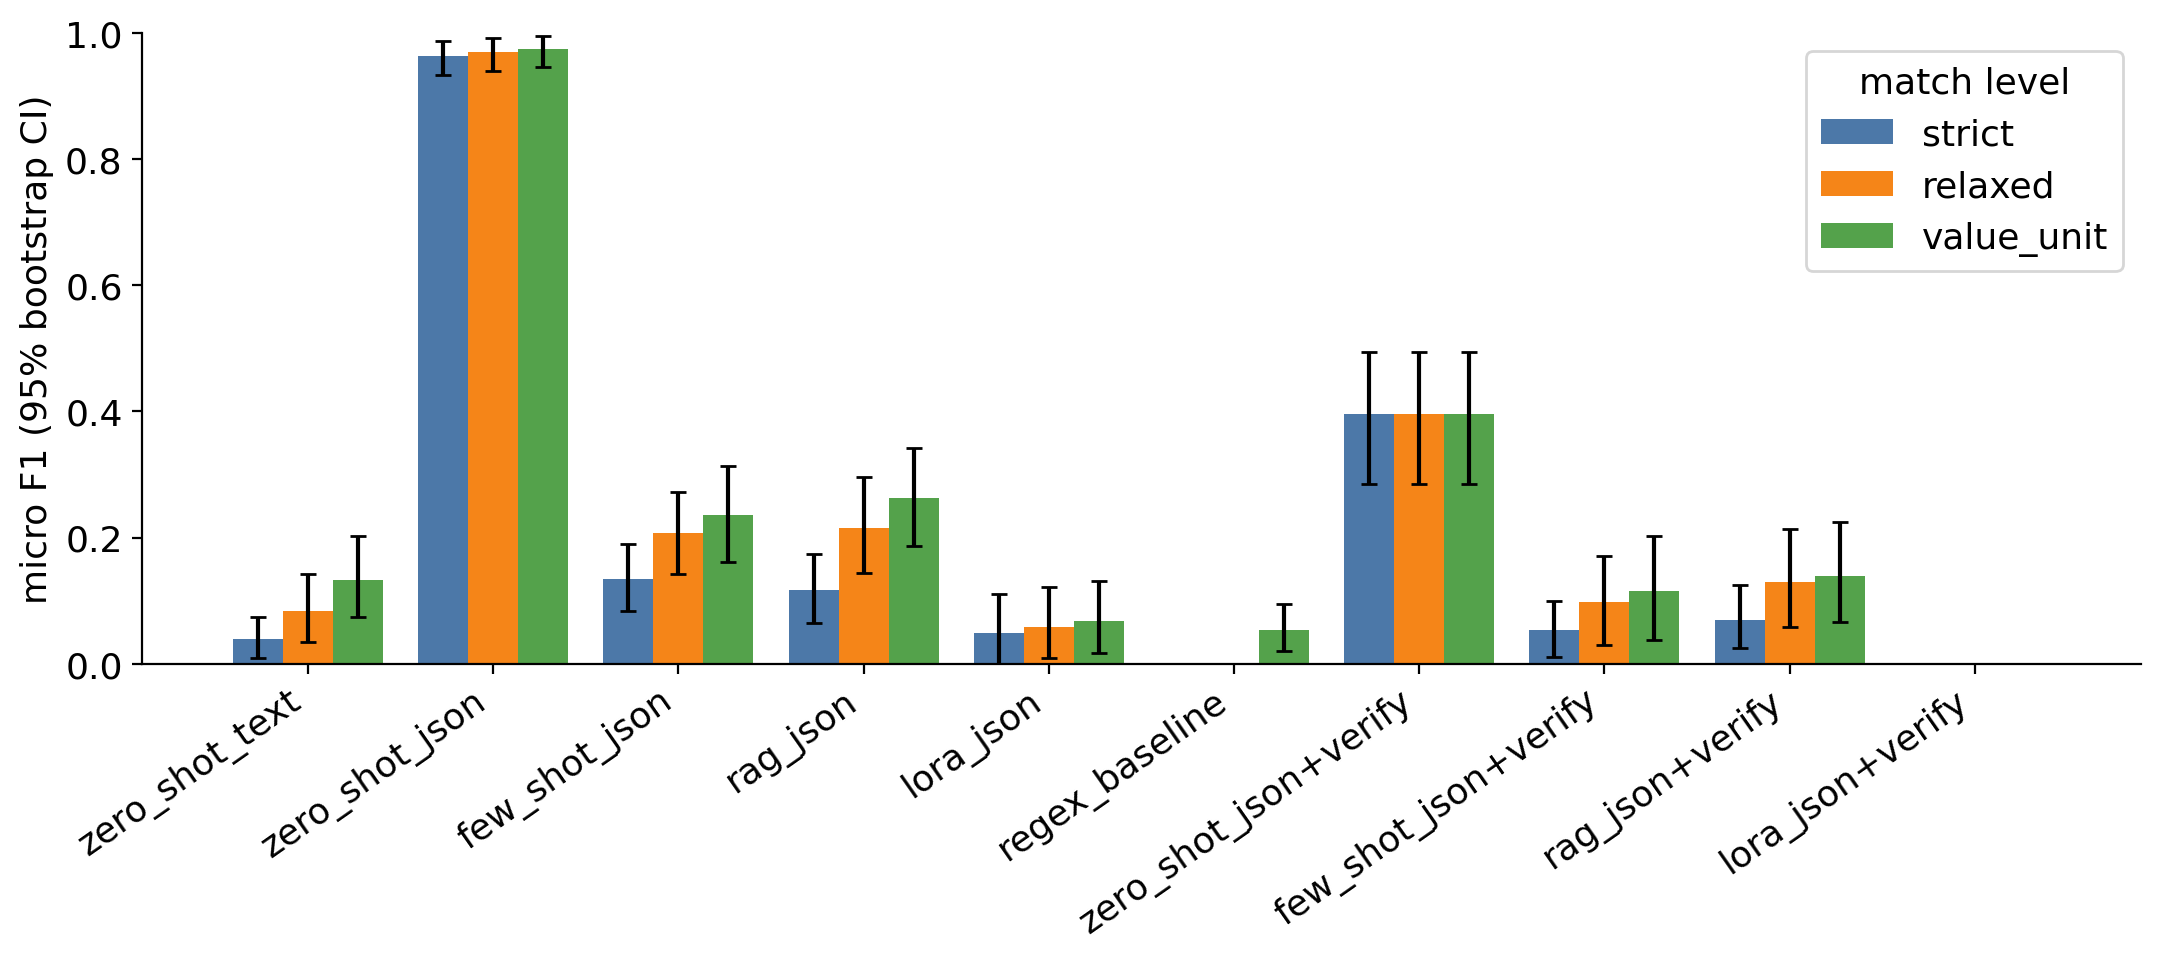 micro F1 (95% bootstrap CI)
1.0
0.8
0.6
0.4
0.2
0.0
match level
strict
relaxed
value_unit
zero_shot_text
zero_shot_json
few_shot_json
rag_json
lora_json
regex_baseline
zero_shot_json+verify
few_shot_json+verify
rag_json+verify
lora_json+verify